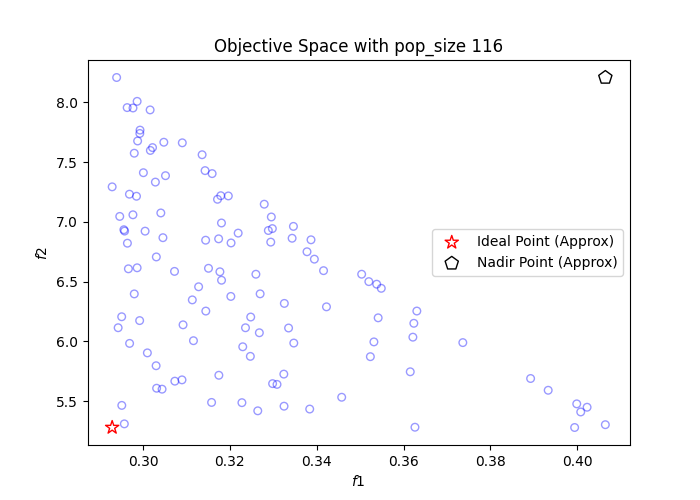 Objective Space with pop_size 116
f2
8.0
7.5
7.0
6.5
6.0
5.5
Ideal Point (Approx)
Nadir Point (Approx)
0.30 0.32 0.34 0.36 0.38 0.40
f1